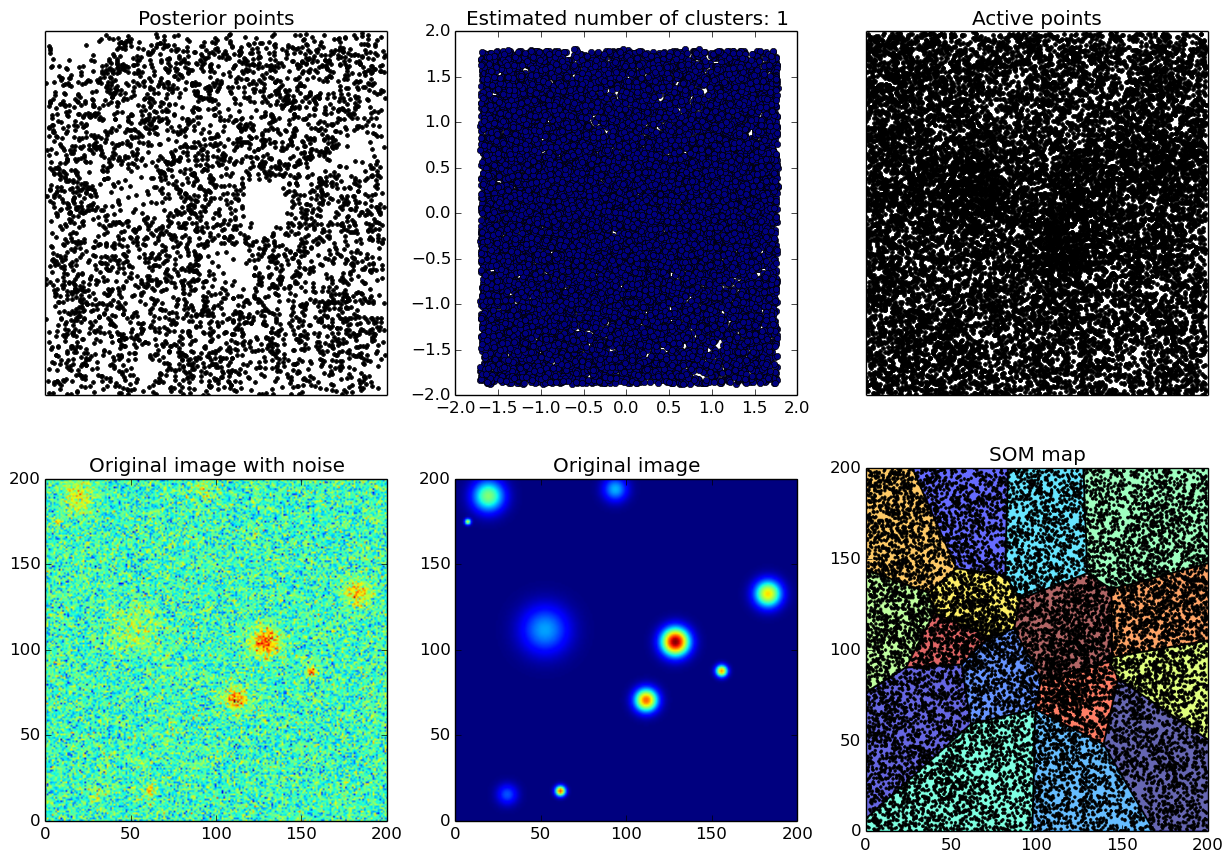 Posterior points
Estimated number of clusters: 1
Active points
2.0
1.5
1.0
0.5
0.0
−0.5
−1.0
−1.5
−2.0
−2.0 −1.5 −1.0 −0.5 0.0 0.5 1.0 1.5 2.0
Original image with noise
Original image
SOM map
200
150
100
50
0
0 50 100 150 200
200
150
100
50
0
0 50 100 150 200
200
150
100
50
0
0 50 100 150 200